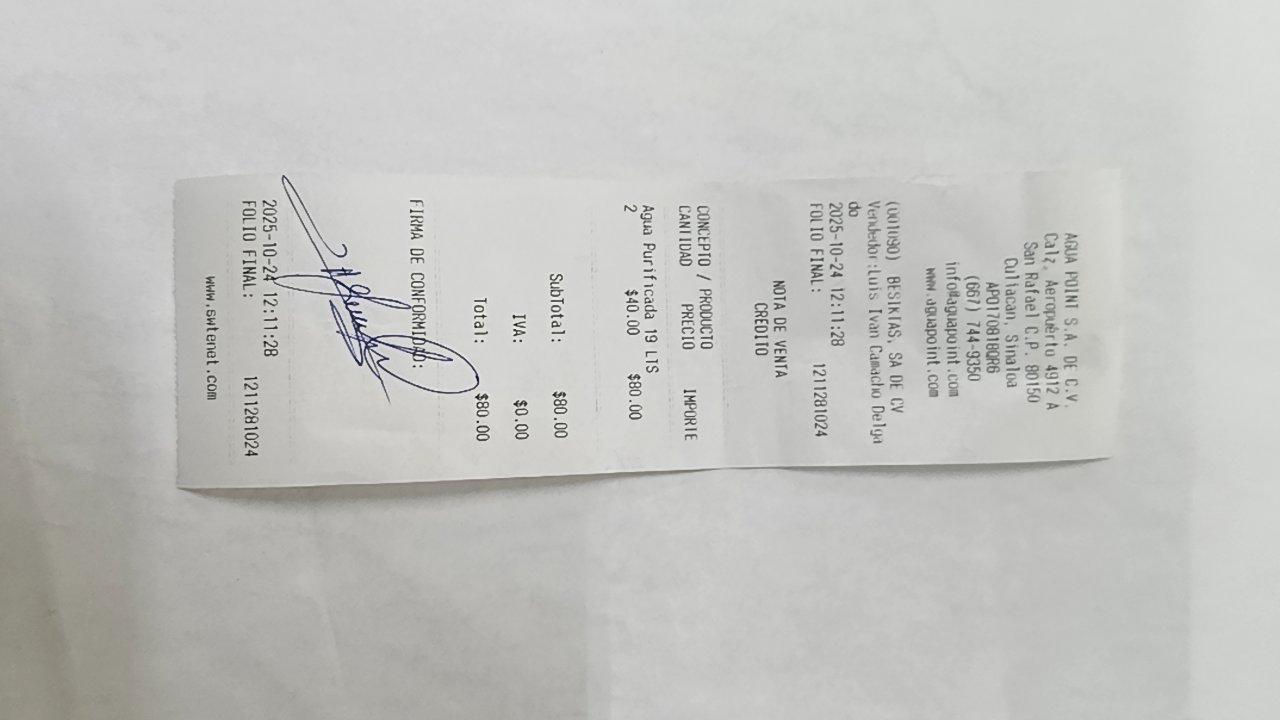 AGUA POINT S.A. DE C.V.
Calz. Aeropuerto 4912 A
San Rafael C.P. 80150
Culiacan, Sinaloa
APO170818QR6
(667) 744-9350
info@aguapoint.com
www.aguapoint.com
(001090) BESIKTAS, SA DE CV
Vendedor:Luis Ivan Camacho Delga
do
2025-10-24 12:11:28
FOLIO FINAL: 1211281024
NOTA DE VENTA
CREDITO
CONCEPTO / PRODUCTO
CANTIDAD PRECIO IMPORTE
Agua Purificada 19 LTS
2 $40.00 $80.00
SubTotal: $80.00
IVA: $0.00
Total: $80.00
FIRMA DE CONFORMIDAD:
2025-10-24 12:11:28
FOLIO FINAL: 1211281024
www.swtenet.com